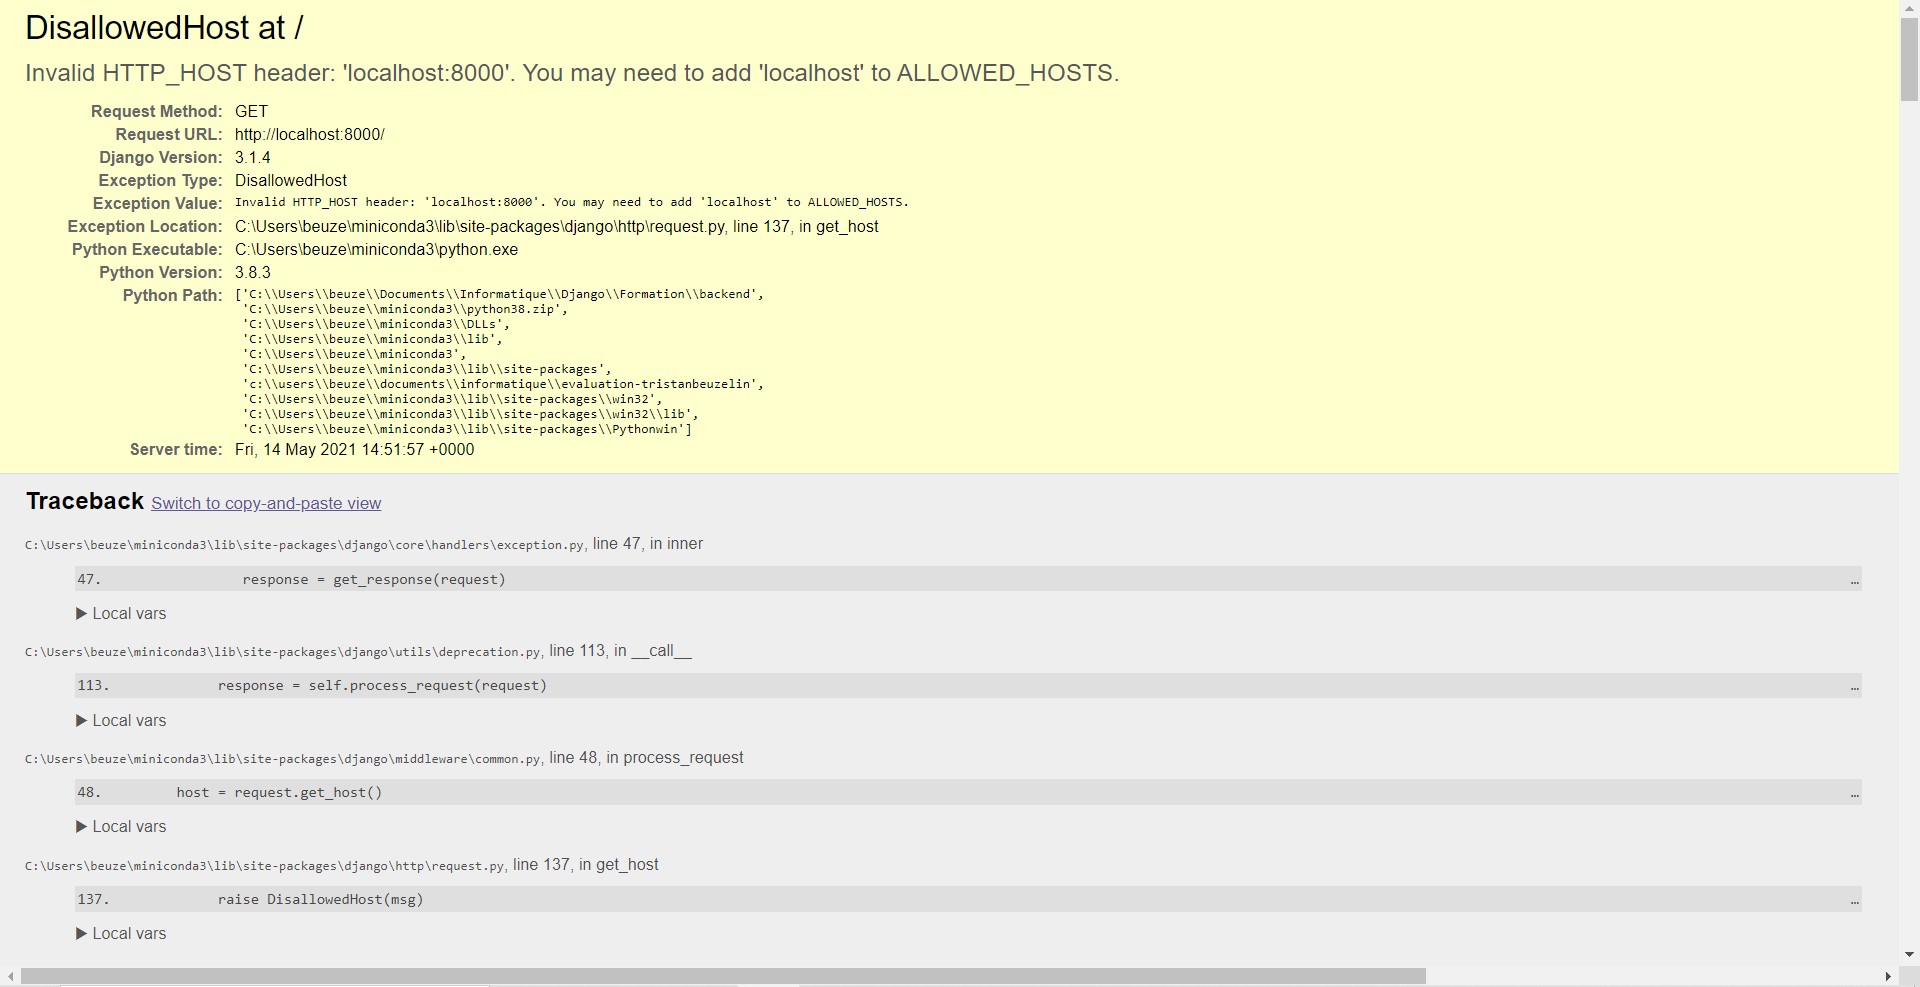 DisallowedHost at /
Invalid HTTP_HOST header: 'localhost:8000'. You may need to add 'localhost' to ALLOWED_HOSTS.
Request Method: GET
Request URL: http://localhost:8000/
Django Version: 3.1.4
Exception Type: DisallowedHost
Exception Value: Invalid HTTP_HOST header: 'localhost:8000'. You may need to add 'localhost' to ALLOWED_HOSTS.
Exception Location: C:\Users\beuze\miniconda3\lib\site-packages\django\http\request.py, line 137, in get_host
Python Executable: C:\Users\beuze\miniconda3\python.exe
Python Version: 3.8.3
Python Path: ['C:\\Users\\beuze\\Documents\\Informatique\\Django\\Formation\\backend',
'C:\\Users\\beuze\\miniconda3\\python38.zip',
'C:\\Users\\beuze\\miniconda3\\DLLs',
'C:\\Users\\beuze\\miniconda3\\lib',
'C:\\Users\\beuze\\miniconda3',
'C:\\Users\\beuze\\miniconda3\\lib\\site-packages',
'c:\\users\\beuze\\documents\\informatique\\evaluation-tristanbeuzelin',
'C:\\Users\\beuze\\miniconda3\\lib\\site-packages\\win32',
'C:\\Users\\beuze\\miniconda3\\lib\\site-packages\\win32\\lib',
'C:\\Users\\beuze\\miniconda3\\lib\\site-packages\\Pythonwin']
Server time: Fri, 14 May 2021 14:51:57 +0000
Traceback Switch to copy-and-paste view
C:\Users\beuze\miniconda3\lib\site-packages\django\core\handlers\exception.py, line 47, in inner
47. response = get_response(request) …
▶ Local vars
C:\Users\beuze\miniconda3\lib\site-packages\django\utils\deprecation.py, line 113, in __call__
113. response = self.process_request(request) …
▶ Local vars
C:\Users\beuze\miniconda3\lib\site-packages\django\middleware\common.py, line 48, in process_request
48. host = request.get_host() …
▶ Local vars
C:\Users\beuze\miniconda3\lib\site-packages\django\http\request.py, line 137, in get_host
137. raise DisallowedHost(msg) …
▶ Local vars